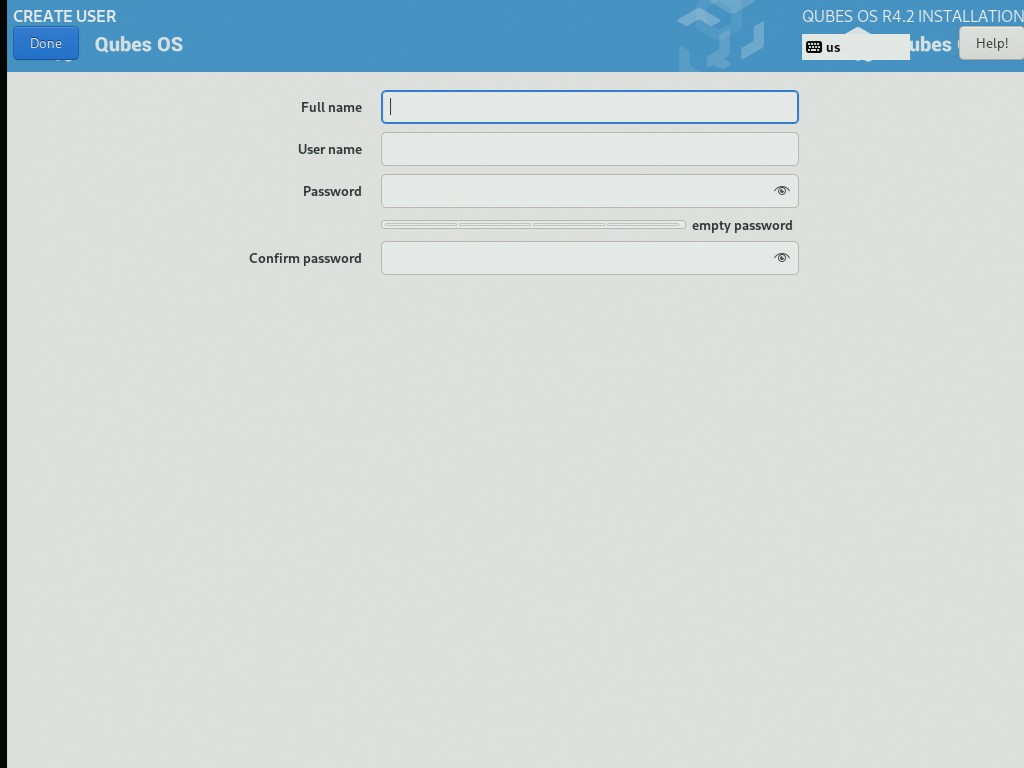 CREATE USER
QUBES OS R4.2 INSTALLATION
Done
Qubes OS
us
ubes
Help!
Full name
User name
Password
empty password
Confirm password